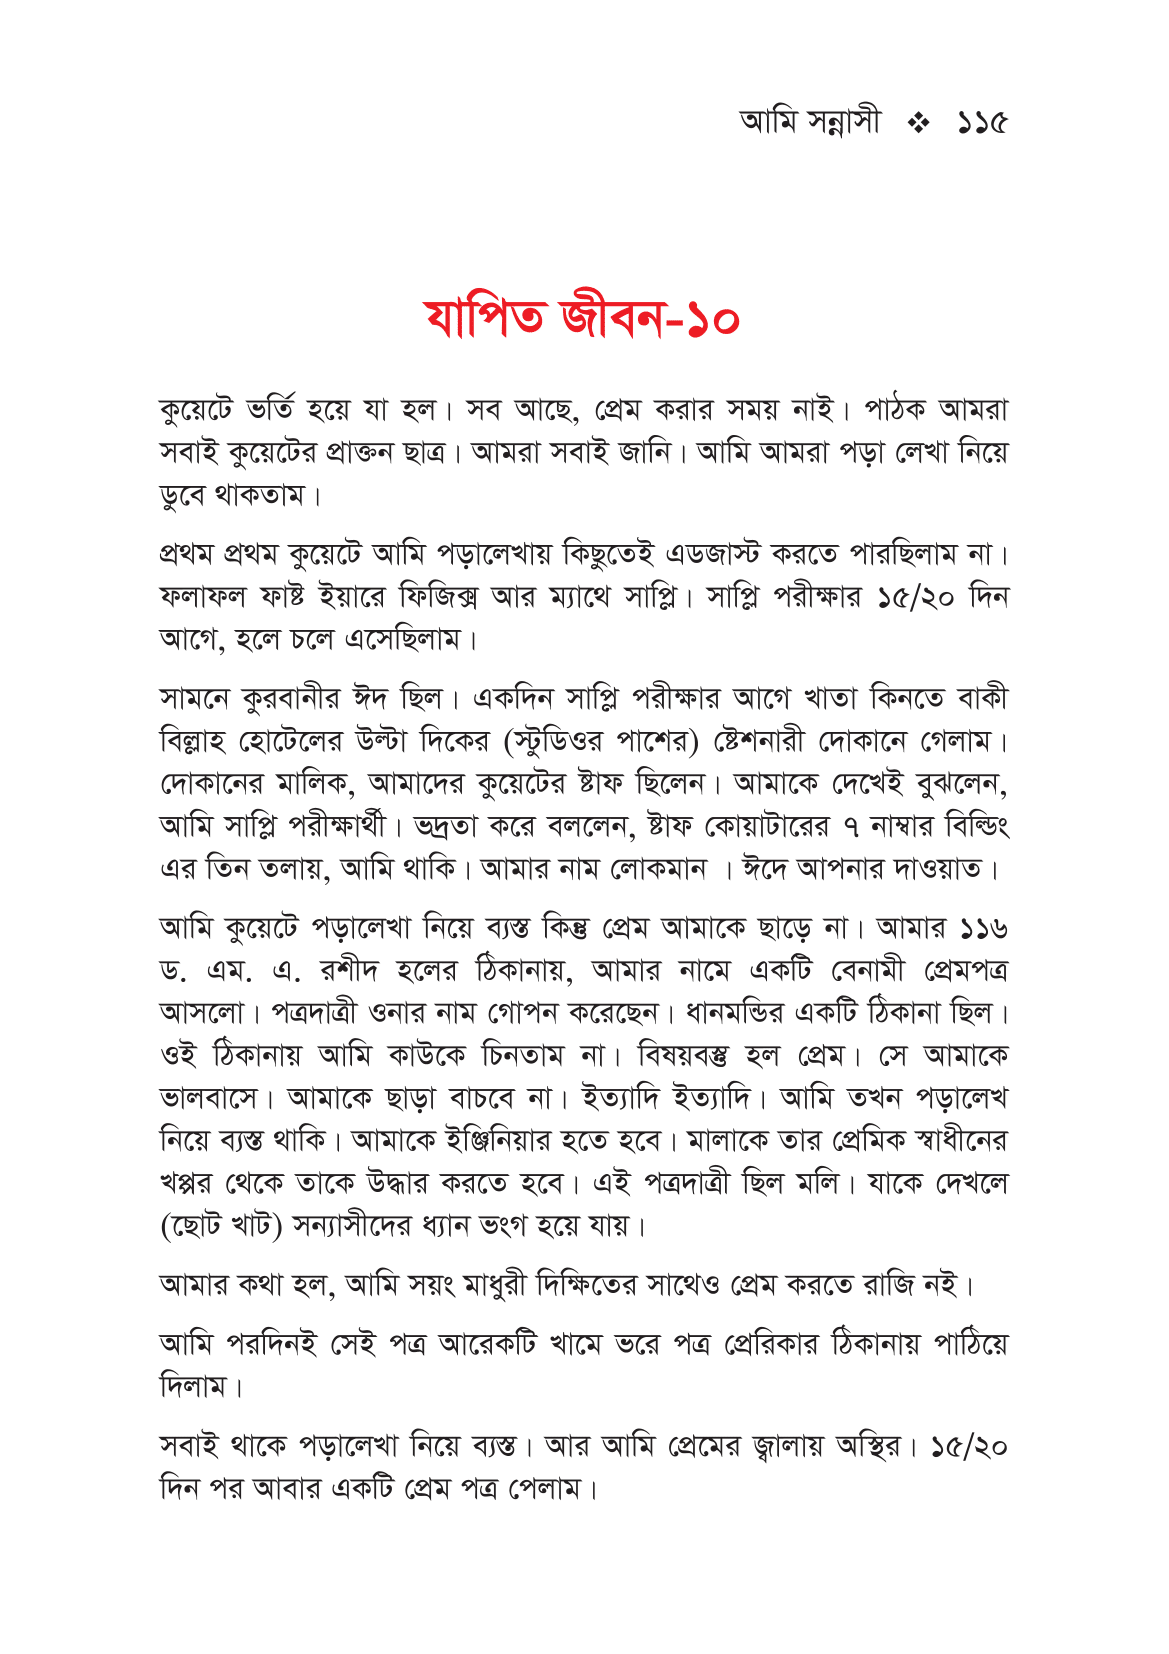 আমি সন্নাসী ❖ ১১৫
যাপিত জীবন-১০
কুয়েটে ভর্তি হয়ে যা হল। সব আছে, প্রেম করার সময় নাই। পাঠক আমরা
সবাই কুয়েটের প্রাক্তন ছাত্র। আমরা সবাই জানি। আমি আমরা পড়া লেখা নিয়ে
ডুবে থাকতাম।
প্রথম প্রথম কুয়েটে আমি পড়ালেখায় কিছুতেই এডজাস্ট করতে পারছিলাম না।
ফলাফল ফাষ্ট ইয়ারে ফিজিক্স আর ম্যাথে সাপ্লি। সাপ্লি পরীক্ষার ১৫/২০ দিন
আগে, হলে চলে এসেছিলাম।
সামনে কুরবানীর ঈদ ছিল। একদিন সাপ্লি পরীক্ষার আগে খাতা কিনতে বাকী
বিল্লাহ হোটেলের উল্টা দিকের (স্টুডিওর পাশের) ষ্টেশনারী দোকানে গেলাম।
দোকানের মালিক, আমাদের কুয়েটের ষ্টাফ ছিলেন। আমাকে দেখেই বুঝলেন,
আমি সাপ্লি পরীক্ষার্থী। ভদ্রতা করে বললেন, ষ্টাফ কোয়াটারের ৭ নাম্বার বিল্ডিং
এর তিন তলায়, আমি থাকি। আমার নাম লোকমান । ঈদে আপনার দাওয়াত।
আমি কুয়েটে পড়ালেখা নিয়ে ব্যস্ত কিন্তু প্রেম আমাকে ছাড়ে না। আমার ১১৬
ড. এম. এ. রশীদ হলের ঠিকানায়, আমার নামে একটি বেনামী প্রেমপত্র
আসলো। পত্রদাত্রী ওনার নাম গোপন করেছেন। ধানমন্ডির একটি ঠিকানা ছিল।
ওই ঠিকানায় আমি কাউকে চিনতাম না। বিষয়বস্তু হল প্রেম। সে আমাকে
ভালবাসে। আমাকে ছাড়া বাচবে না। ইত্যাদি ইত্যাদি। আমি তখন পড়ালেখ
নিয়ে ব্যস্ত থাকি। আমাকে ইঞ্জিনিয়ার হতে হবে। মালাকে তার প্রেমিক স্বাধীনের
খপ্পর থেকে তাকে উদ্ধার করতে হবে। এই পত্রদাত্রী ছিল মলি। যাকে দেখলে
(ছোট খাট) সন্যাসীদের ধ্যান ভংগ হয়ে যায়।
আমার কথা হল, আমি সয়ং মাধুরী দিক্ষিতের সাথেও প্রেম করতে রাজি নই।
আমি পরদিনই সেই পত্র আরেকটি খামে ভরে পত্র প্রেরিকার ঠিকানায় পাঠিয়ে
দিলাম।
সবাই থাকে পড়ালেখা নিয়ে ব্যস্ত। আর আমি প্রেমের জ্বালায় অস্থির। ১৫/২০
দিন পর আবার একটি প্রেম পত্র পেলাম।